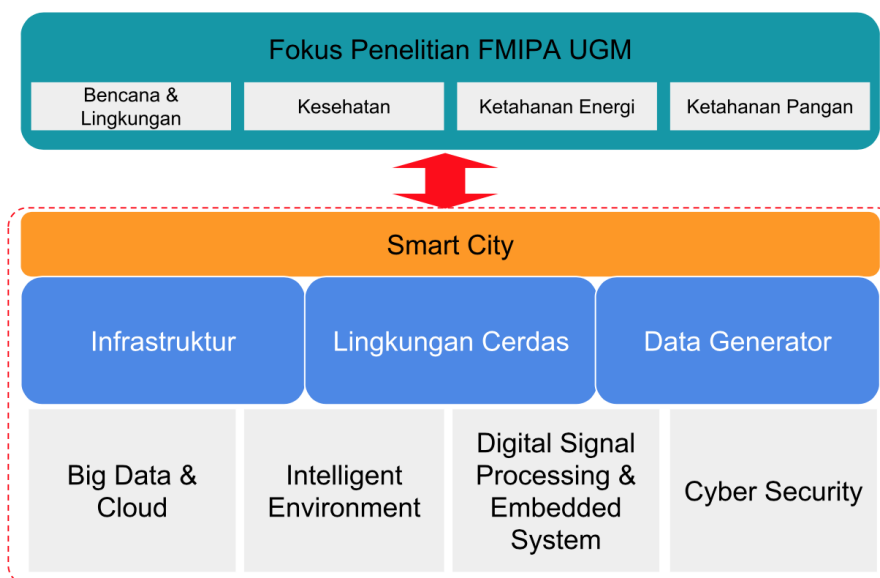 Fokus Penelitian FMIPA UGM
Bencana &
Lingkungan
Kesehatan
Ketahanan Energi
Ketahanan Pangan
Smart City
Infrastruktur
Lingkungan Cerdas
Data Generator
Big Data &
Cloud
Intelligent
Environment
Digital Signal
Processing &
Embedded
System
Cyber Security